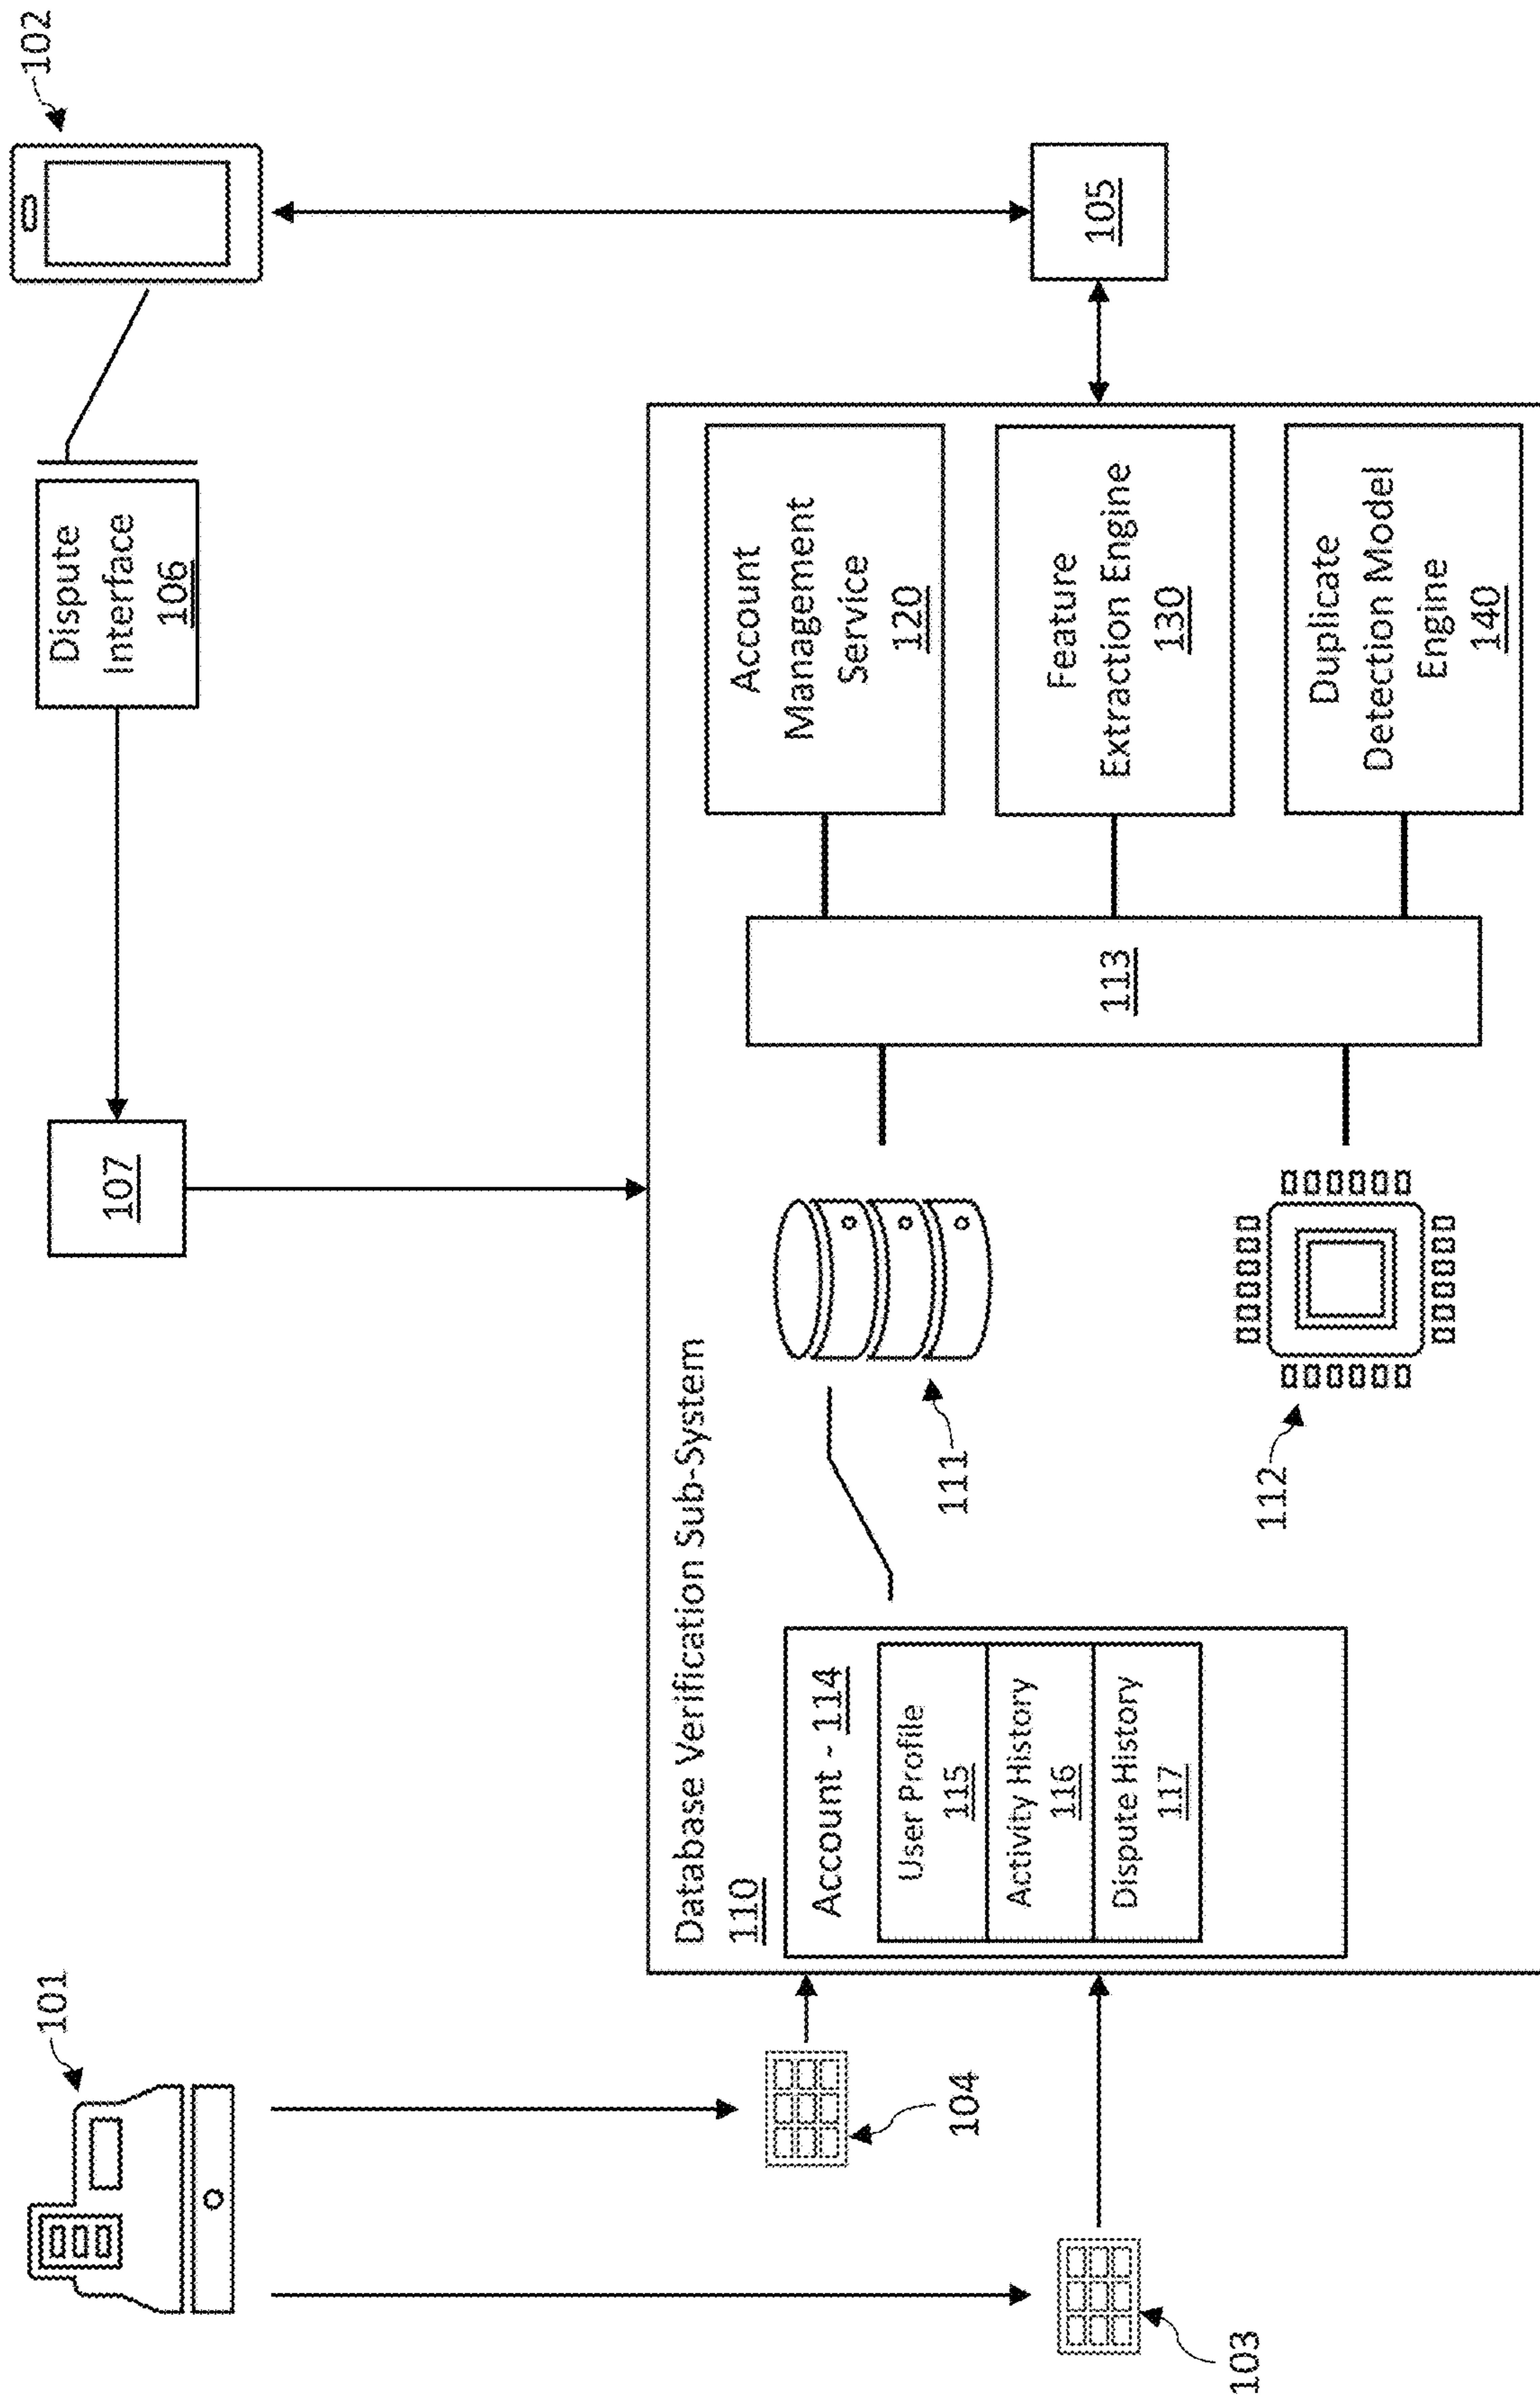 101
102
Dispute
Interface
106
107
103
104
105
Database Verification Sub-System
110
Account - 114
User Profile
115
Activity History
116
Dispute History
117
111
112
113
Account
Management
Service
120
Feature
Extraction Engine
130
Duplicate
Detection Model
Engine
140